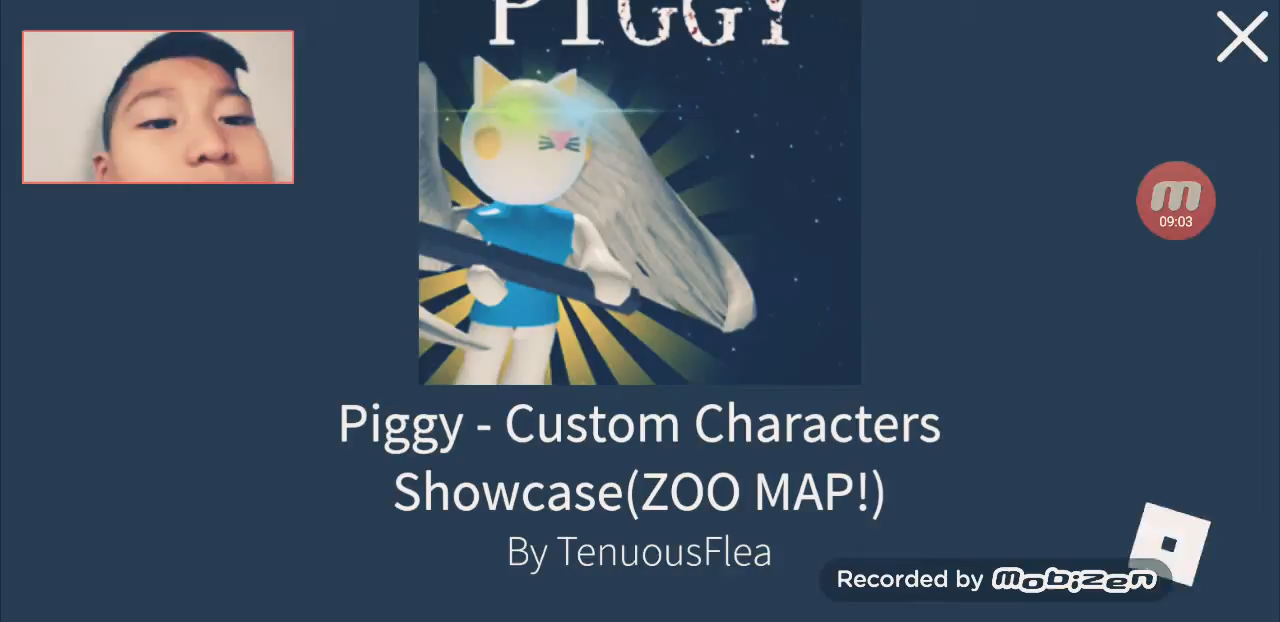 PIGGY
09:03
Piggy - Custom Characters
Showcase(ZOO MAP!)
By TenuousFlea
Recorded by mobizen